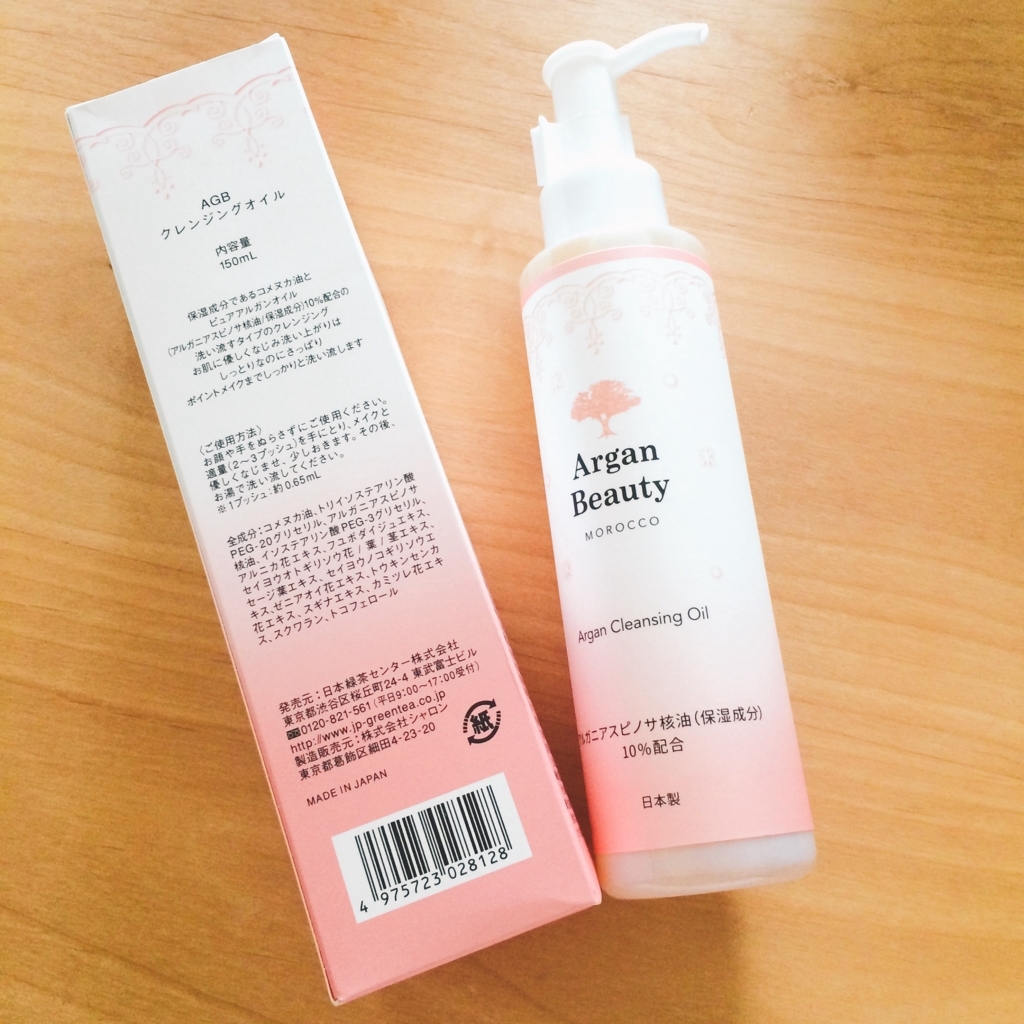 AGB
クレンジングオイル
内容量
150mL
保湿成分であるコメヌカ油と
ピュアアルガンオイル
(アルガニアスピノサ核油/保湿成分)10%配合の
洗い流すタイプのクレンジング
お肌に優しくなじみ洗い上がりは
しっとりなのにさっぱり
ポイントメイクまでしっかりと洗い流します
〈ご使用方法〉
お顔や手をぬらさずにご使用ください。
適量(2〜3プッシュ)を手にとり、メイクと
優しくなじませ、少しおきます。その後、
お湯で洗い流してください。
※1プッシュ:約0.65mL
全成分:コメヌカ油、トリイソステアリン酸
PEG-20グリセリル、アルガニアスピノサ
核油、イソステアリン酸PEG-3グリセリル、
アルニカ花エキス、フユボダイジュエキス、
セイヨウオトギリソウ花/葉/茎エキス、
セージ葉エキス、セイヨウノコギリソウエ
キス、ゼニアオイ花エキス、トウキンセンカ
花エキス、スギナエキス、カミツレ花エキ
ス、スクワラン、トコフェロール
発売元:日本緑茶センター株式会社
東京都渋谷区桜丘町24-4 東武富士ビル
0120-821-561(平日9:00〜17:00受付)
http://www.jp-greentea.co.jp
製造販売元:株式会社シャロン
東京都葛飾区細田4-23-20
紙
MADE IN JAPAN
4 975723 028128
Argan
Beauty
MOROCCO
Argan Cleansing Oil
アルガニアスピノサ核油(保湿成分)
10%配合
日本製